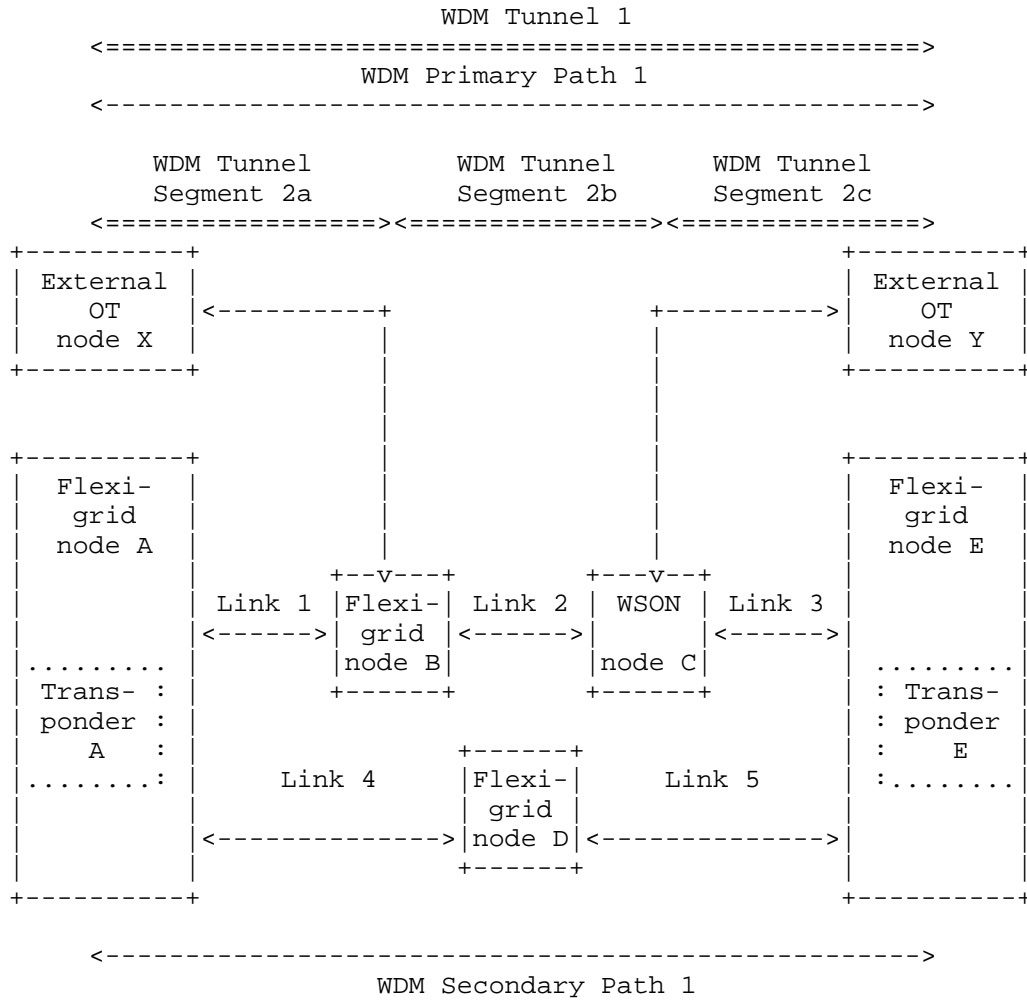 WDM Tunnel 1
<===================================================>
WDM Primary Path 1
<--------------------------------------------------->
WDM Tunnel WDM Tunnel WDM Tunnel
Segment 2a Segment 2b Segment 2c
<==================><================><===============>
External External
OT OT
node X node Y
Flexi- Flexi-
grid grid
node A node E
Link 1 Flexi- Link 2 WSON Link 3
grid
node B node C
Trans- : : Trans-
ponder : : ponder
A : : E
Link 4 Flexi- Link 5
grid
node D
<--------------------------------------------------->
WDM Secondary Path 1